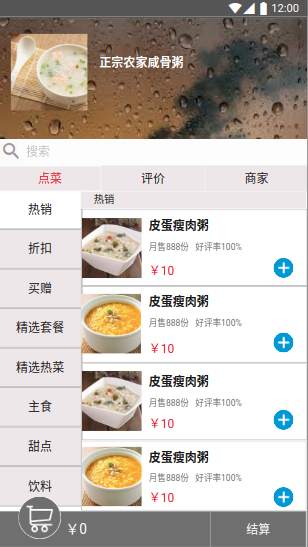 12:00
正宗农家咸骨粥
搜索
点菜 评价 商家
热销
热销
折扣
买赠
精选套餐
精选热菜
主食
甜点
饮料
皮蛋瘦肉粥
月售888份 好评率100%
￥10
皮蛋瘦肉粥
月售888份 好评率100%
￥10
皮蛋瘦肉粥
月售888份 好评率100%
￥10
皮蛋瘦肉粥
月售888份 好评率100%
￥10
￥0 结算